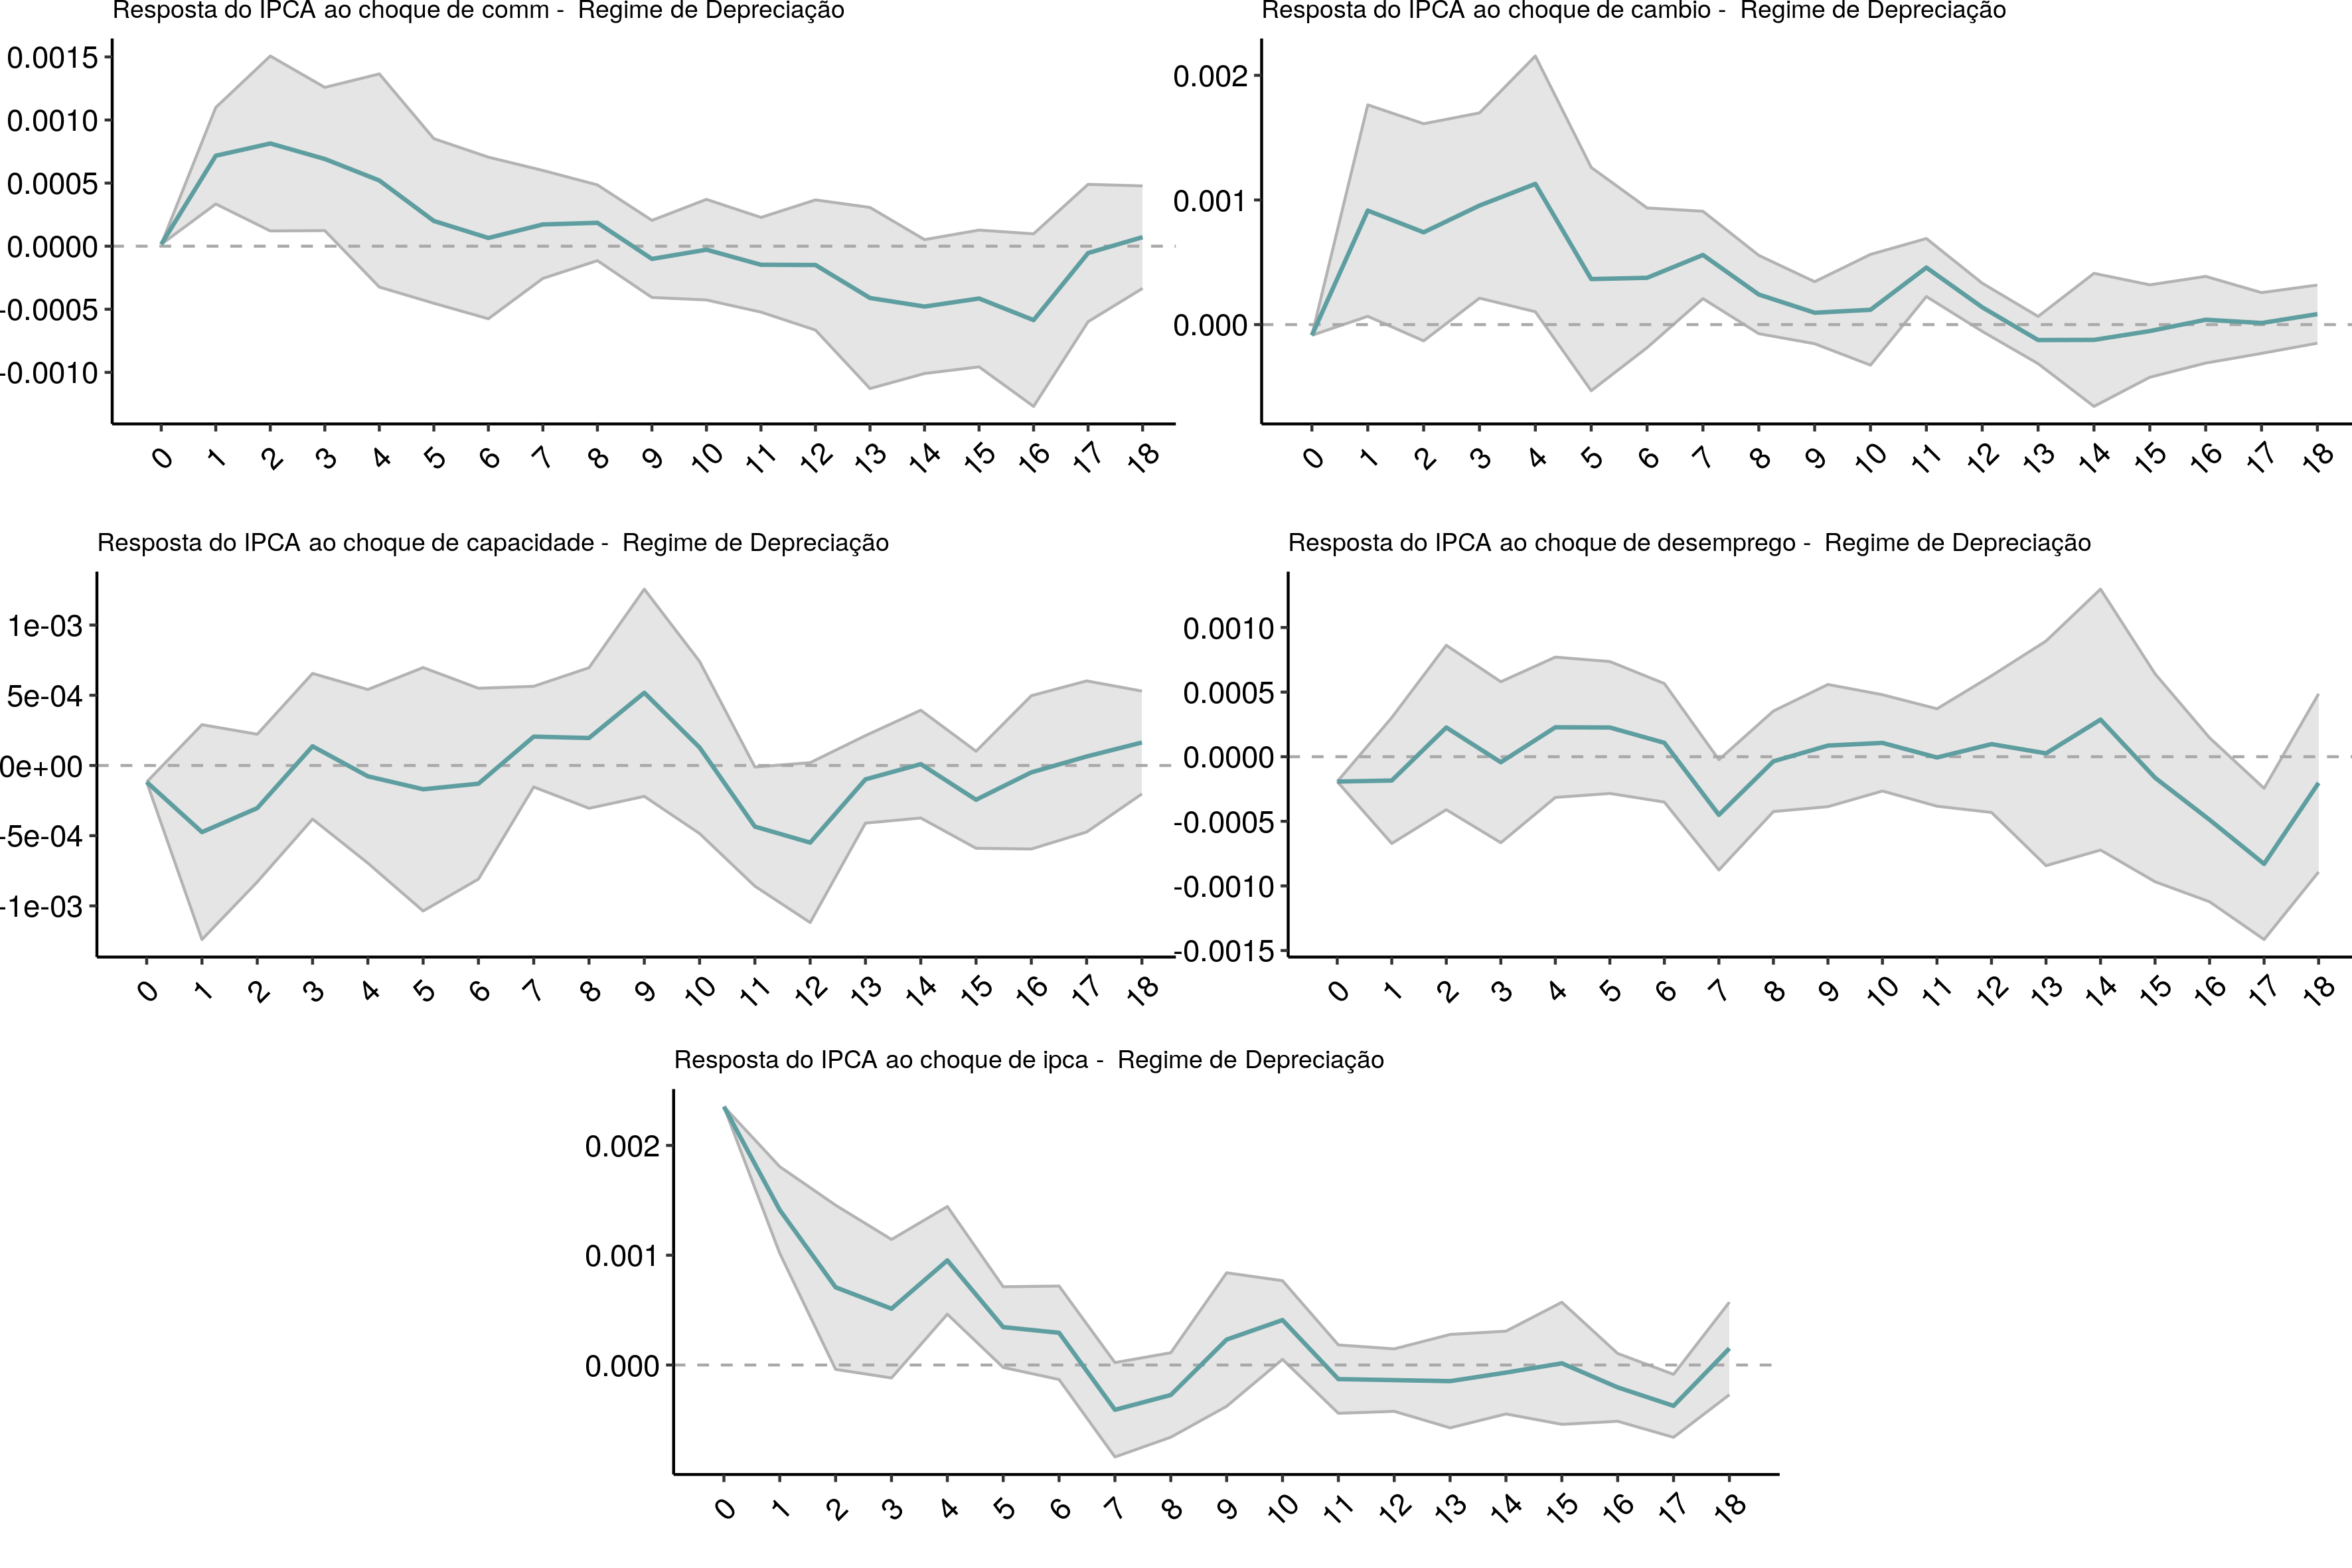 Resposta do IPCA ao choque de comm - Regime de Depreciação
0.0015
0.0010
0.0005
0.0000
-0.0005
-0.0010
0 1 2 3 4 5 6 7 8 9 10 11 12 13 14 15 16 17 18
Resposta do IPCA ao choque de cambio - Regime de Depreciação
0.002
0.001
0.000
0 1 2 3 4 5 6 7 8 9 10 11 12 13 14 15 16 17 18
Resposta do IPCA ao choque de capacidade - Regime de Depreciação
1e-03
5e-04
0e+00
-5e-04
-1e-03
0 1 2 3 4 5 6 7 8 9 10 11 12 13 14 15 16 17 18
Resposta do IPCA ao choque de desemprego - Regime de Depreciação
0.0010
0.0005
0.0000
-0.0005
-0.0010
-0.0015
0 1 2 3 4 5 6 7 8 9 10 11 12 13 14 15 16 17 18
Resposta do IPCA ao choque de ipca - Regime de Depreciação
0.002
0.001
0.000
0 1 2 3 4 5 6 7 8 9 10 11 12 13 14 15 16 17 18